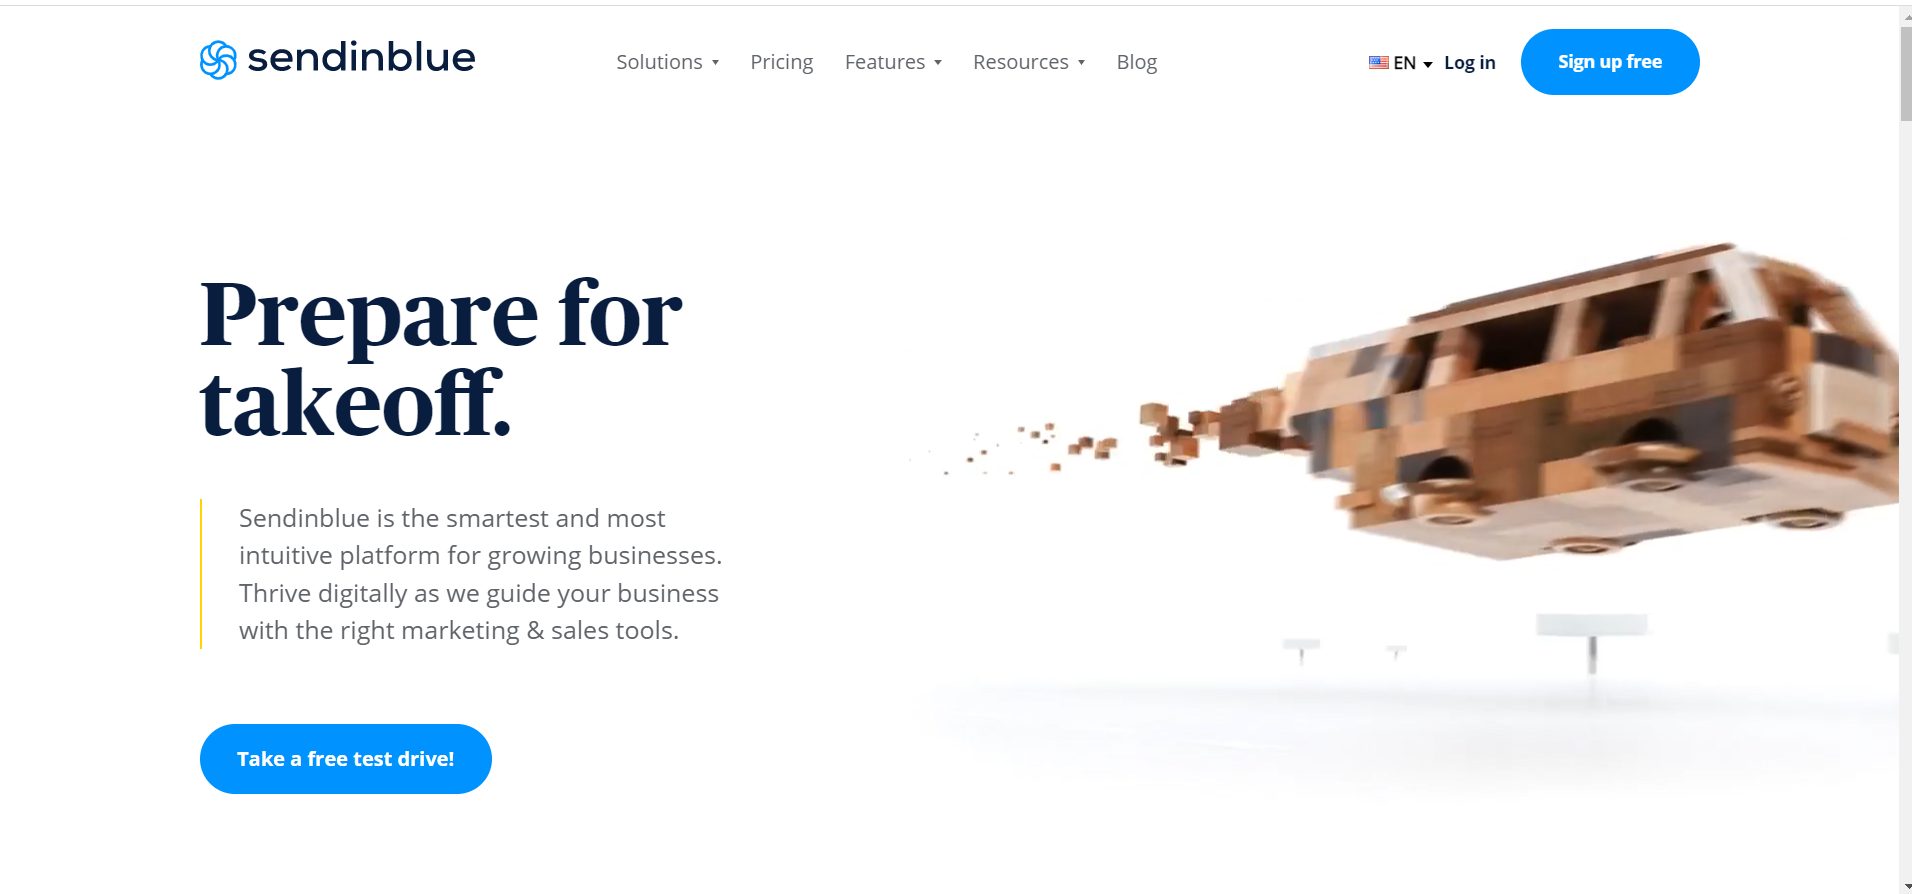 sendinblue
Solutions
Pricing
Features
Resources
Blog
EN
Log in
Sign up free
Prepare for
takeoff.
Sendinblue is the smartest and most
intuitive platform for growing businesses.
Thrive digitally as we guide your business
with the right marketing & sales tools.
Take a free test drive!